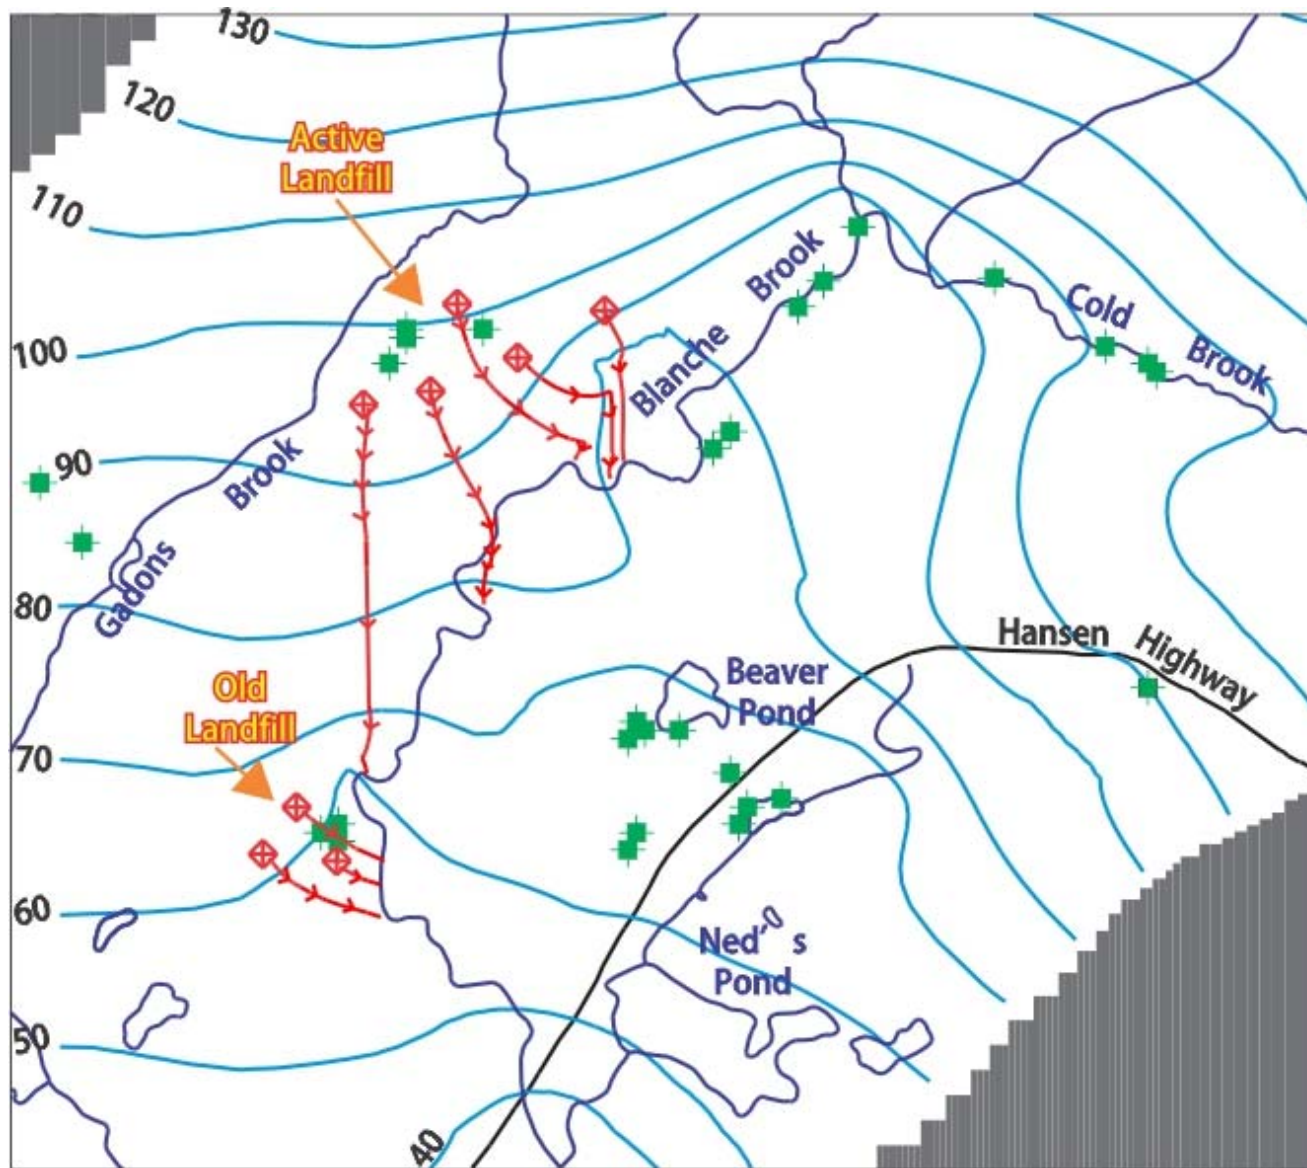 130
120
Active
Landfill
110
Brook
Cold
Brook
Blanche
100
90
Brook
Gadons
80
Hansen
Highway
Beaver
Pond
Old
Landfill
70
60
Ned' s
Pond
50
40